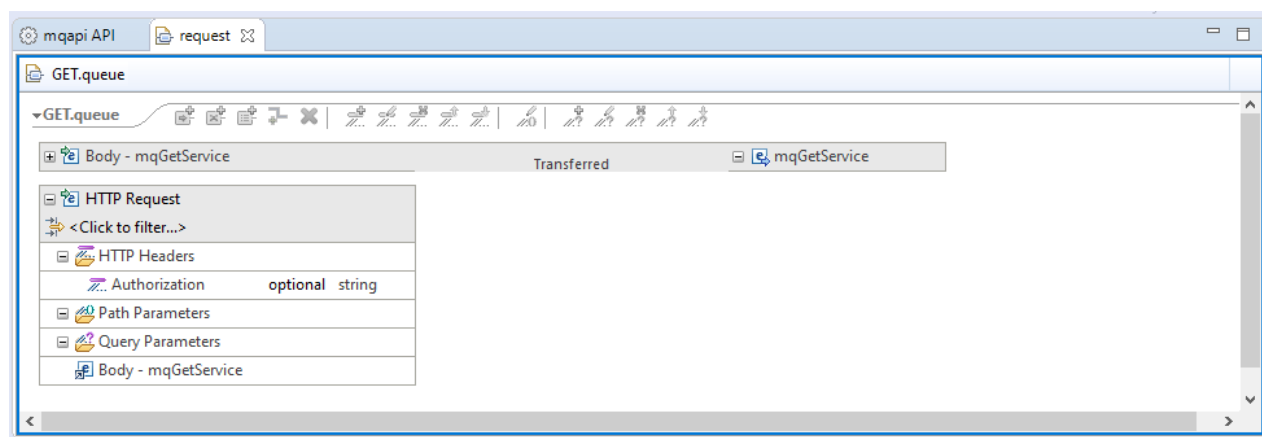 mqapi API request
GET.queue
GET.queue
Body - mqGetService Transferred mqGetService
HTTP Request
<Click to filter...>
HTTP Headers
Authorization optional string
Path Parameters
Query Parameters
Body - mqGetService